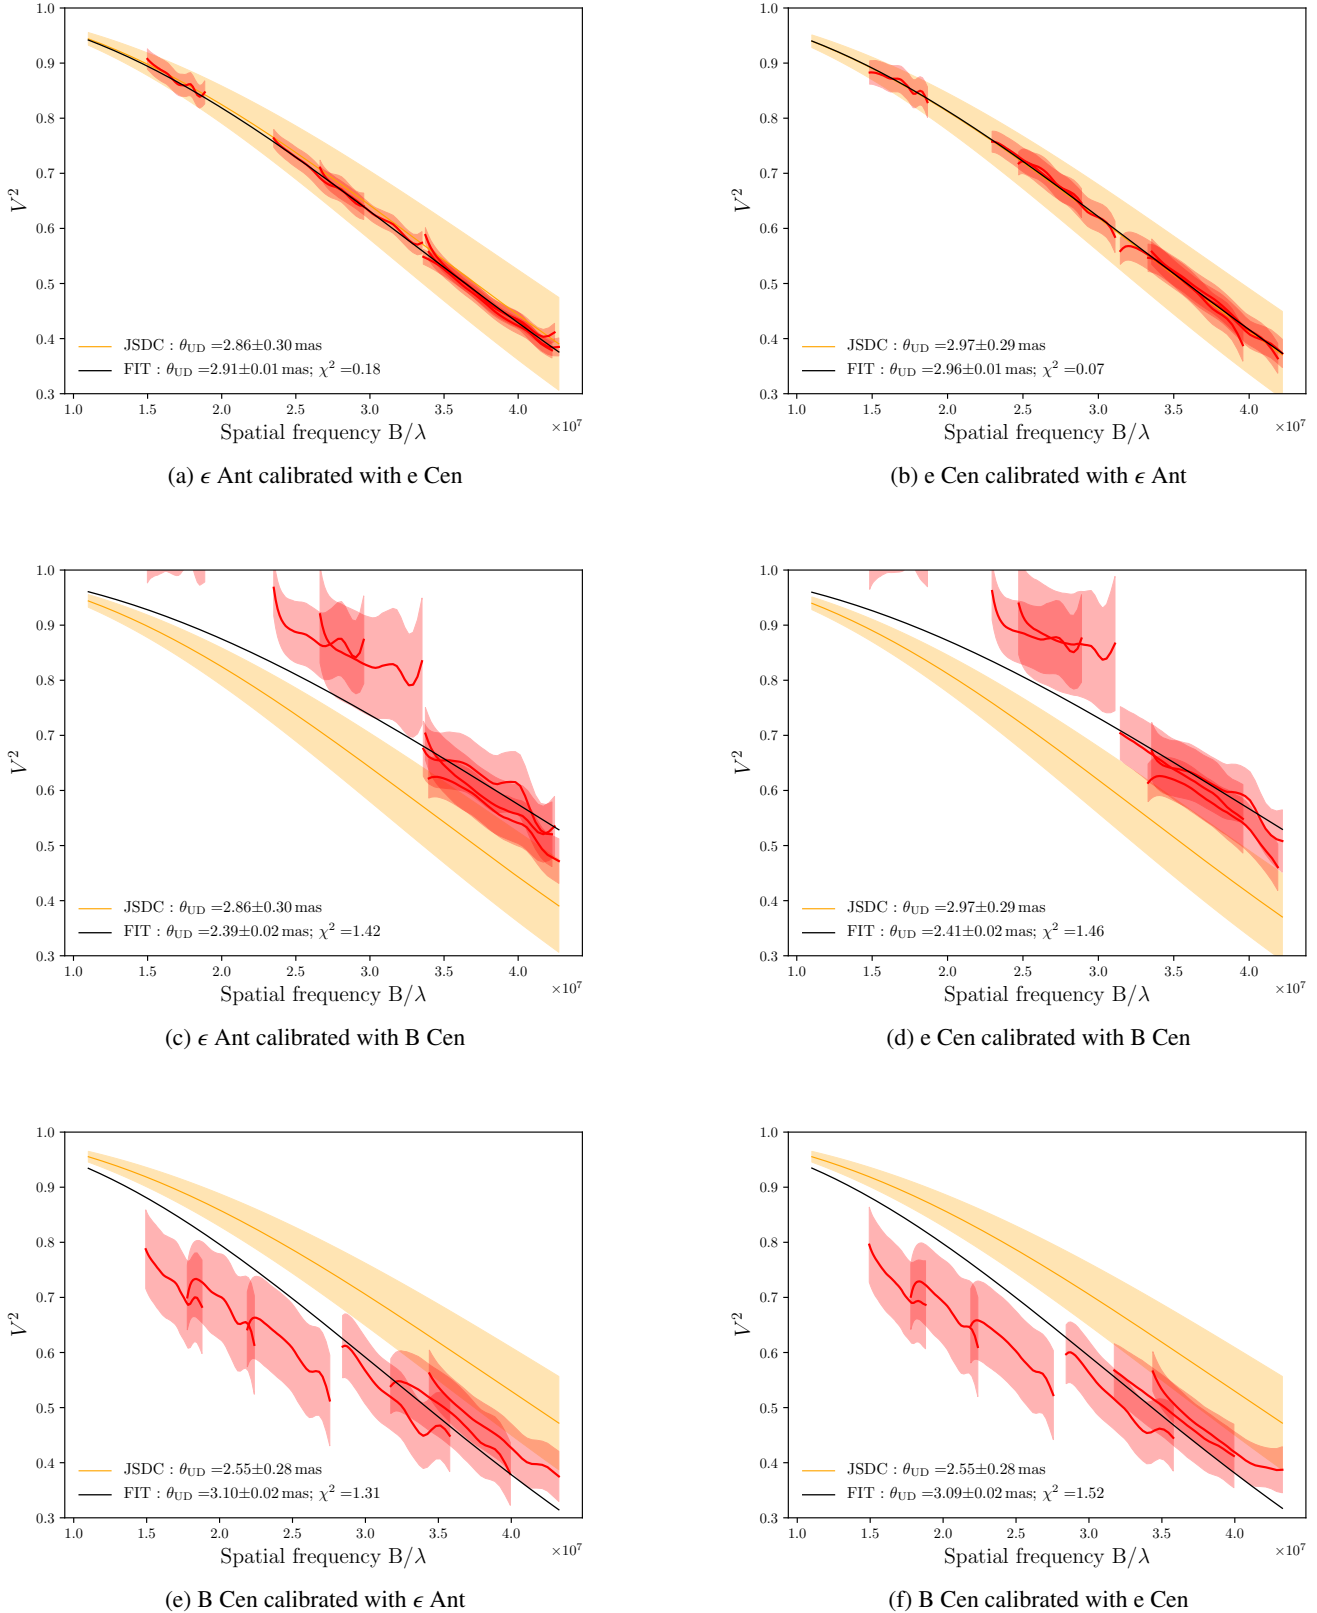 1.0
0.9
0.8
0.7
0.6
0.5
0.4
0.3
V²
JSDC : θ_UD =2.86±0.30 mas
FIT : θ_UD =2.91±0.01 mas; χ² =0.18
1.0 1.5 2.0 2.5 3.0 3.5 4.0
×10⁷
Spatial frequency B/λ
(a) ϵ Ant calibrated with e Cen
1.0
0.9
0.8
0.7
0.6
0.5
0.4
0.3
V²
JSDC : θ_UD =2.97±0.29 mas
FIT : θ_UD =2.96±0.01 mas; χ² =0.07
1.0 1.5 2.0 2.5 3.0 3.5 4.0
×10⁷
Spatial frequency B/λ
(b) e Cen calibrated with ϵ Ant
1.0
0.9
0.8
0.7
0.6
0.5
0.4
0.3
V²
JSDC : θ_UD =2.86±0.30 mas
FIT : θ_UD =2.39±0.02 mas; χ² =1.42
1.0 1.5 2.0 2.5 3.0 3.5 4.0
×10⁷
Spatial frequency B/λ
(c) ϵ Ant calibrated with B Cen
1.0
0.9
0.8
0.7
0.6
0.5
0.4
0.3
V²
JSDC : θ_UD =2.97±0.29 mas
FIT : θ_UD =2.41±0.02 mas; χ² =1.46
1.0 1.5 2.0 2.5 3.0 3.5 4.0
×10⁷
Spatial frequency B/λ
(d) e Cen calibrated with B Cen
1.0
0.9
0.8
0.7
0.6
0.5
0.4
0.3
V²
JSDC : θ_UD =2.55±0.28 mas
FIT : θ_UD =3.10±0.02 mas; χ² =1.31
1.0 1.5 2.0 2.5 3.0 3.5 4.0
×10⁷
Spatial frequency B/λ
(e) B Cen calibrated with ϵ Ant
1.0
0.9
0.8
0.7
0.6
0.5
0.4
0.3
V²
JSDC : θ_UD =2.55±0.28 mas
FIT : θ_UD =3.09±0.02 mas; χ² =1.52
1.0 1.5 2.0 2.5 3.0 3.5 4.0
×10⁷
Spatial frequency B/λ
(f) B Cen calibrated with e Cen